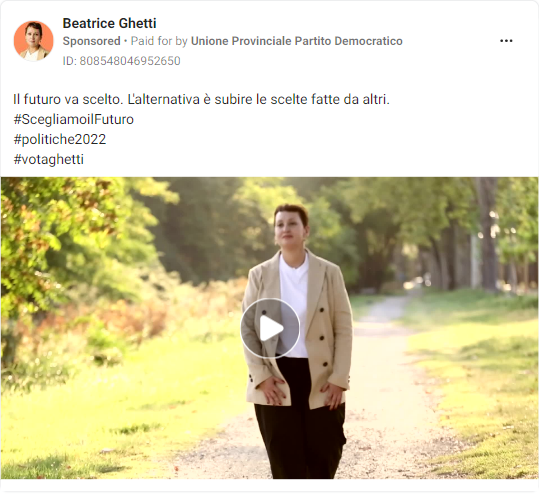 Beatrice Ghetti
Sponsored • Paid for by Unione Provinciale Partito Democratico
ID: 808548046952650
Il futuro va scelto. L'alternativa è subire le scelte fatte da altri.
#ScegliamoilFuturo
#politiche2022
#votaghetti